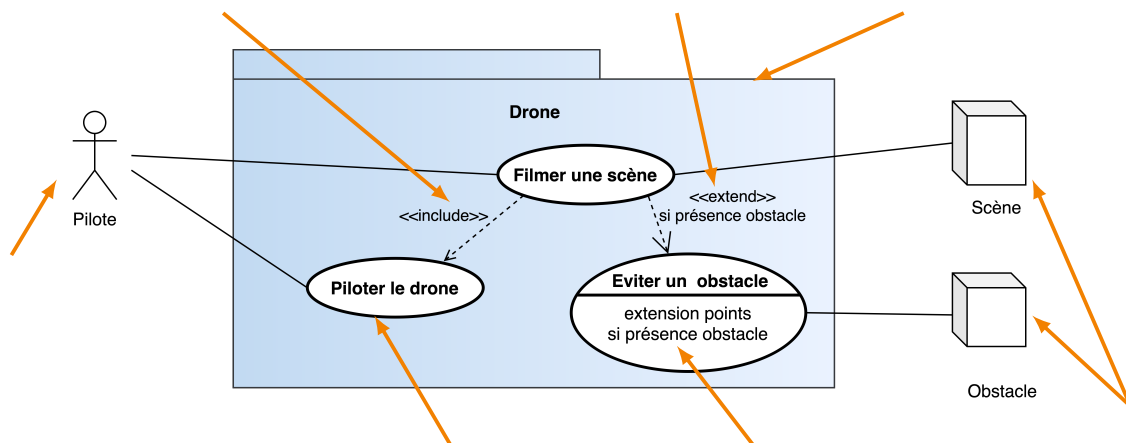 Drone
Filmer une scène
Pilote
<<include>>
<<extend>>
si présence obstacle
Scène
Piloter le drone
Eviter un  obstacle
extension points
si présence obstacle
Obstacle